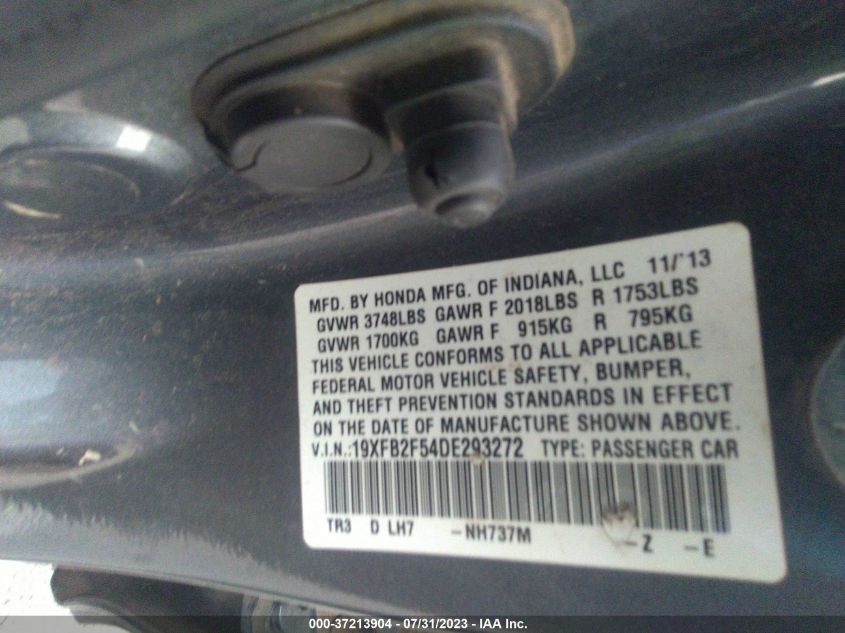 MFD. BY HONDA MFG. OF INDIANA, LLC 11/'13
GVWR 3748LBS GAWR F 2018LBS R 1753LBS
GVWR 1700KG GAWR F 915KG R 795KG
THIS VEHICLE CONFORMS TO ALL APPLICABLE
FEDERAL MOTOR VEHICLE SAFETY, BUMPER,
AND THEFT PREVENTION STANDARDS IN EFFECT
ON THE DATE OF MANUFACTURE SHOWN ABOVE.
V.I.N.:19XFB2F54DE293272 TYPE: PASSENGER CAR
TR3 D LH7 -NH737M -Z -E
000-37213904 - 07/31/2023 - IAA Inc.